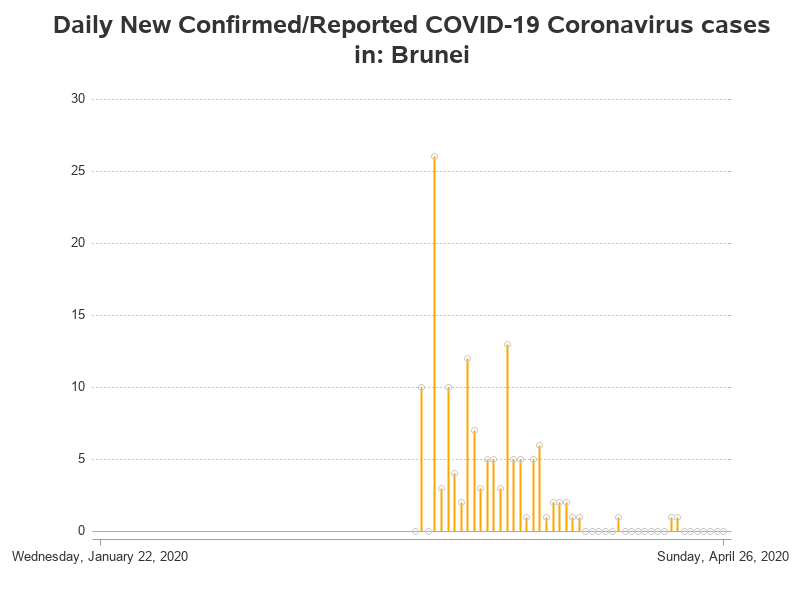 Daily New Confirmed/Reported COVID-19 Coronavirus cases
in: Brunei
30
25
20
15
10
5
0
Wednesday, January 22, 2020 Sunday, April 26, 2020